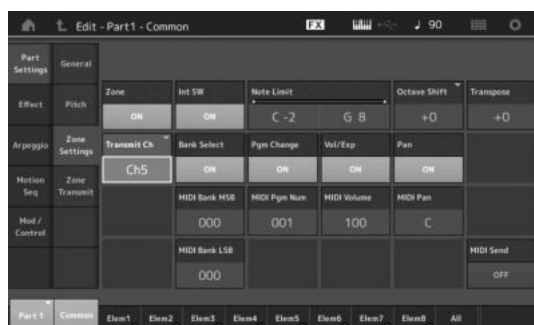 Edit - Part1 - Common FX ♩ 90
Part Settings
General
Effect
Pitch
Arpeggio
Zone Settings
Motion Seq
Zone Transmit
Mod / Control
Zone Int SW Note Limit Octave Shift Transpose
ON ON C -2 G 8 +0 +0
Transmit Ch Bank Select Pgm Change Vol/Exp Pan
Ch5 ON ON ON ON
MIDI Bank MSB MIDI Pgm Num MIDI Volume MIDI Pan
000 001 100 C
MIDI Bank LSB MIDI Send
000 OFF
Part 1 Common Elem1 Elem2 Elem3 Elem4 Elem5 Elem6 Elem7 Elem8 All